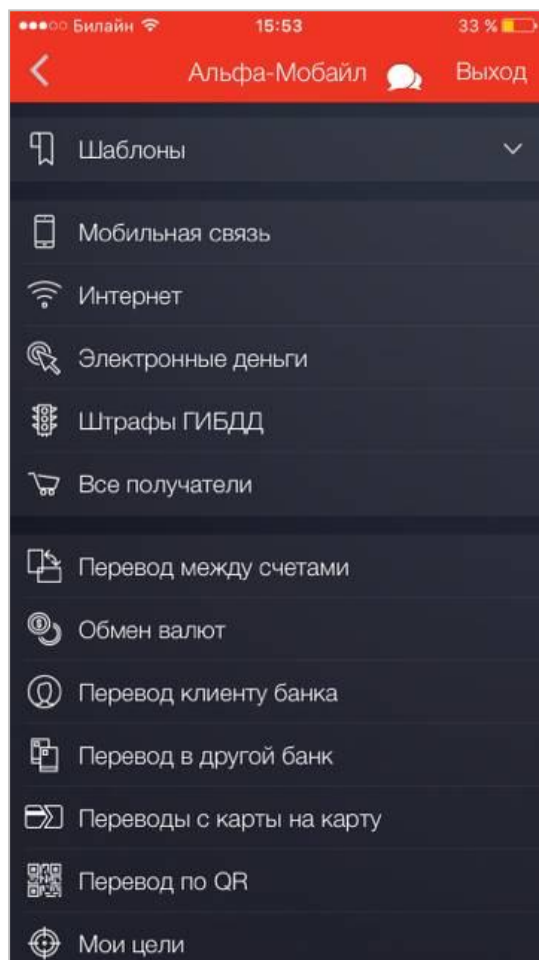 Билайн 15:53 33 %
Альфа-Мобайл Выход
Шаблоны
Мобильная связь
Интернет
Электронные деньги
Штрафы ГИБДД
Все получатели
Перевод между счетами
Обмен валют
Перевод клиенту банка
Перевод в другой банк
Переводы с карты на карту
Перевод по QR
Мои цели